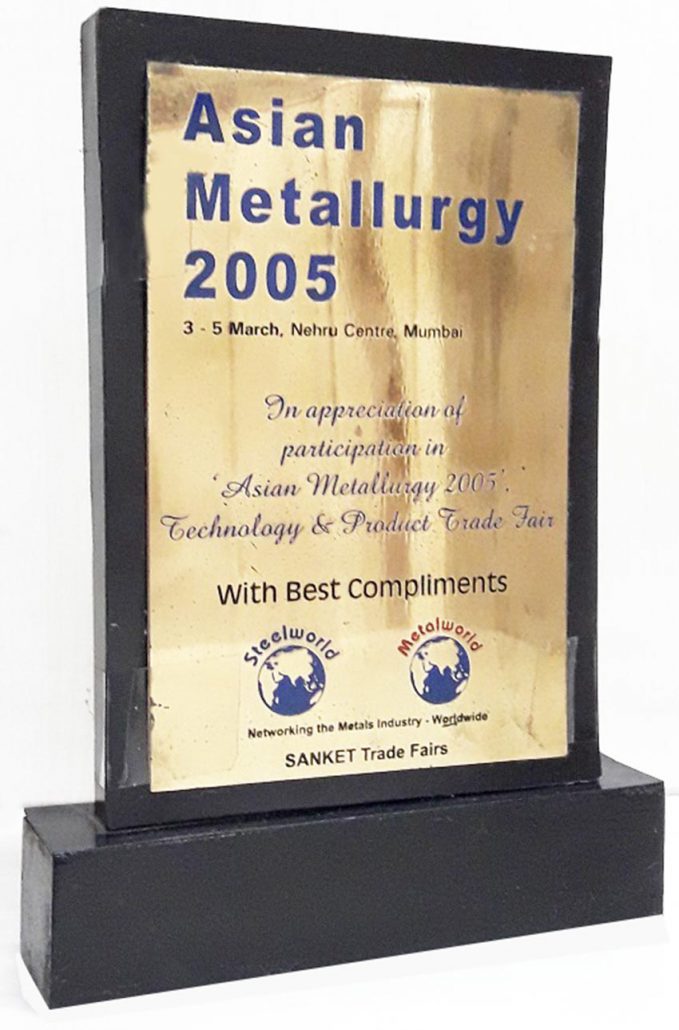 Asian
Metallurgy
2005
3 - 5 March, Nehru Centre, Mumbai
In appreciation of
participation in
'Asian Metallurgy 2005'.
Technology & Product Trade Fair
With Best Compliments
Steelworld
Metalworld
Networking the Metals Industry - Worldwide
SANKET Trade Fairs